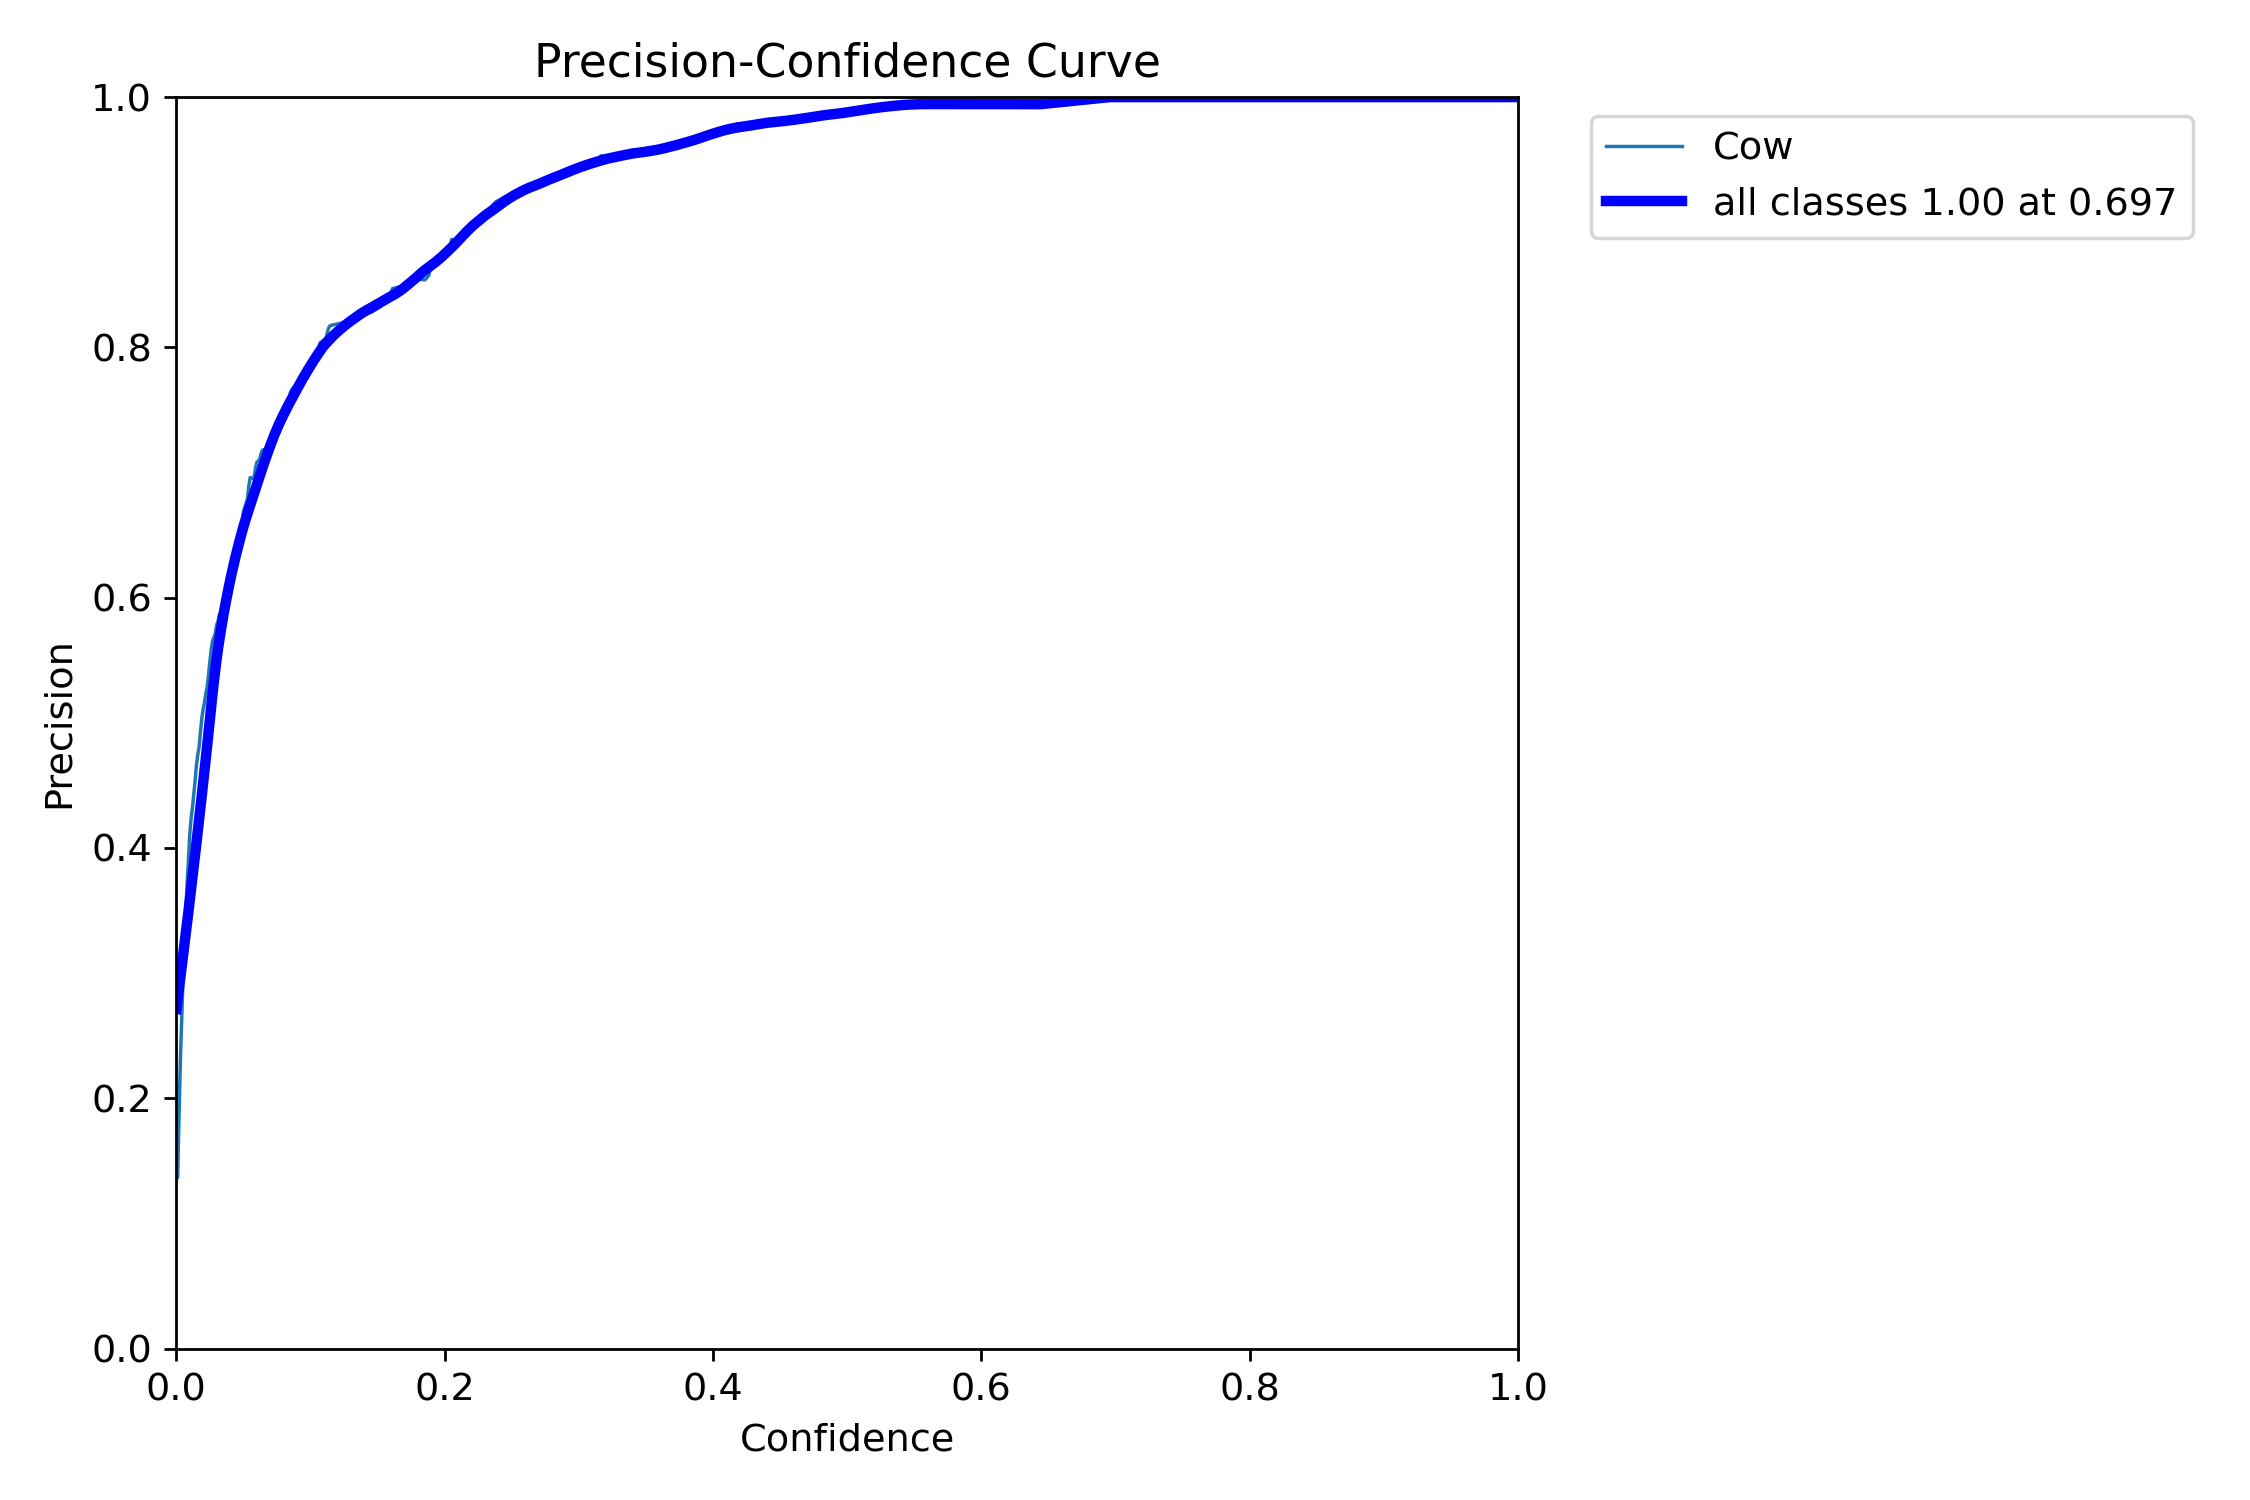 Precision-Confidence Curve
1.0
0.8
0.6
0.4
0.2
0.0
Precision
0.0 0.2 0.4 0.6 0.8 1.0
Confidence
Cow
all classes 1.00 at 0.697